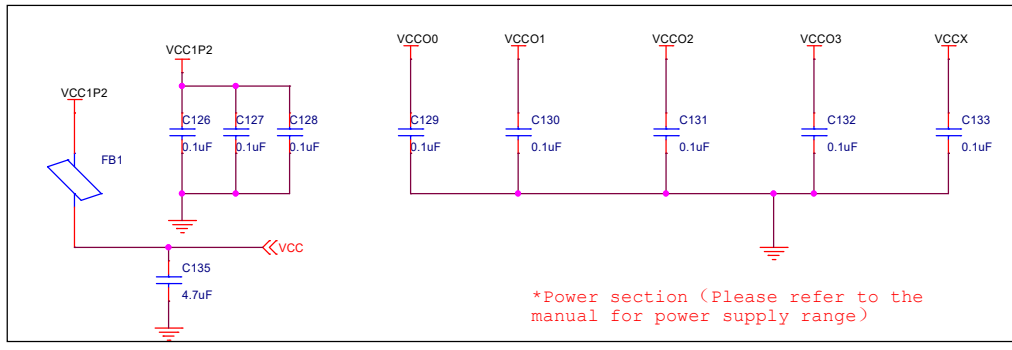 VCCO0 VCCO1 VCCO2 VCCO3 VCCX
VCC1P2
VCC1P2
C126 C127 C128 C129 C130 C131 C132 C133
0.1uF 0.1uF 0.1uF 0.1uF 0.1uF 0.1uF 0.1uF 0.1uF
FB1
VCC
C135
4.7uF
*Power section (Please refer to the
manual for power supply range)